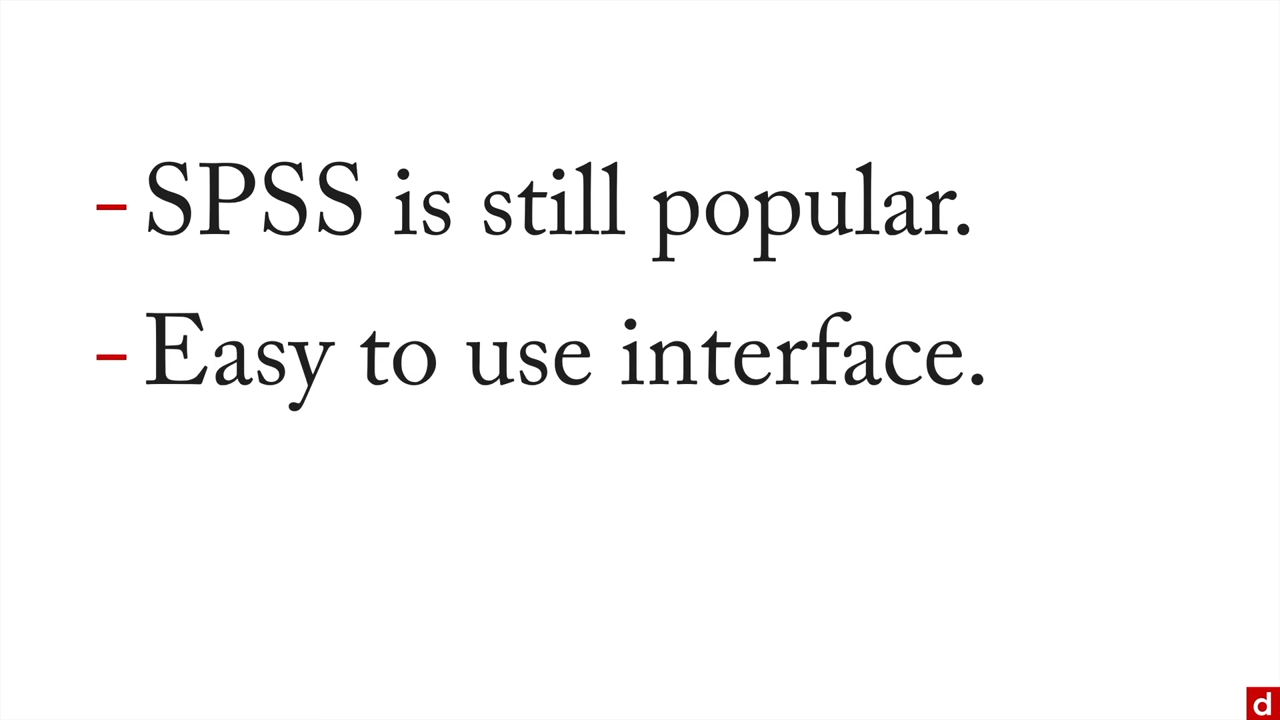 - SPSS is still popular.
- Easy to use interface.
d